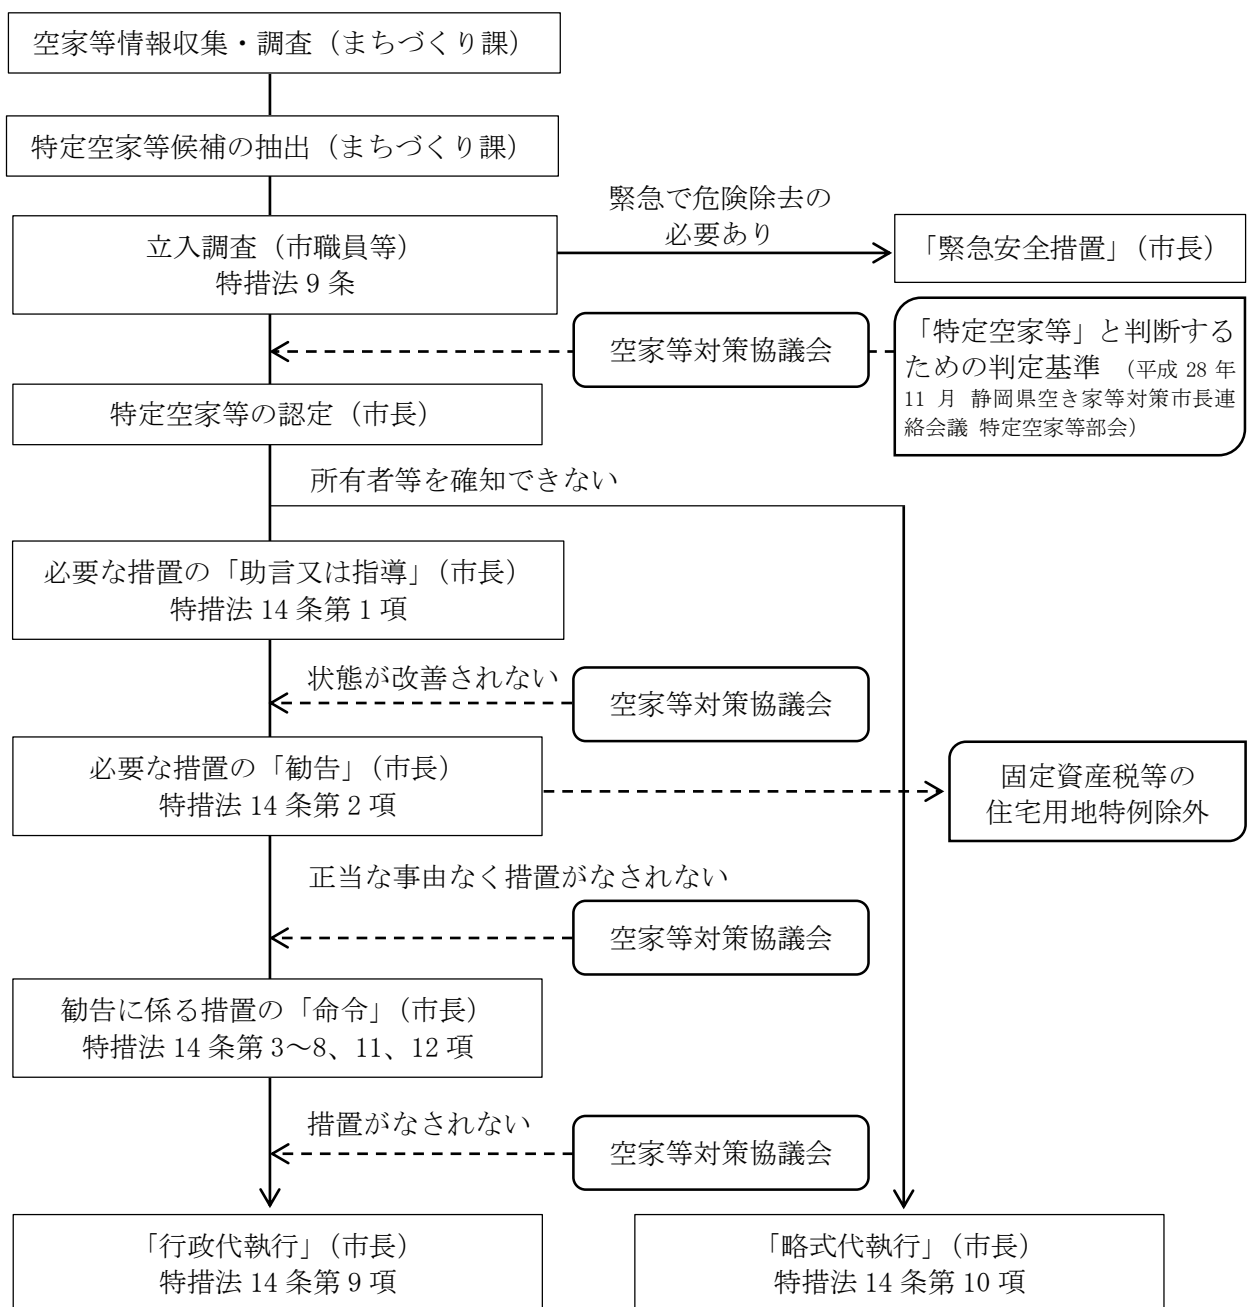 空家等情報収集・調査（まちづくり課）
特定空家等候補の抽出（まちづくり課）
緊急で危険除去の
必要あり
立入調査（市職員等）
特措法 9 条
「緊急安全措置」（市長）
空家等対策協議会
「特定空家等」と判断する
ための判定基準 （平成 28 年
11 月 静岡県空き家等対策市長連
絡会議 特定空家等部会）
特定空家等の認定（市長）
所有者等を確知できない
必要な措置の「助言又は指導」（市長）
特措法 14 条第 1 項
状態が改善されない
空家等対策協議会
必要な措置の「勧告」（市長）
特措法 14 条第 2 項
固定資産税等の
住宅用地特例除外
正当な事由なく措置がなされない
空家等対策協議会
勧告に係る措置の「命令」（市長）
特措法 14 条第 3～8、11、12 項
措置がなされない
空家等対策協議会
「行政代執行」（市長）
特措法 14 条第 9 項
「略式代執行」（市長）
特措法 14 条第 10 項